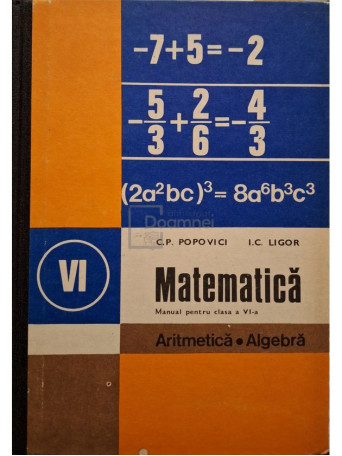 -7+5=-2
-5/3+2/6=-4/3
(2a²bc)³=8a⁶b³c³
Doamnei
C.P. POPOVICI I.C. LIGOR
VI
Matematică
Manual pentru clasa a VI-a
Aritmetică • Algebră